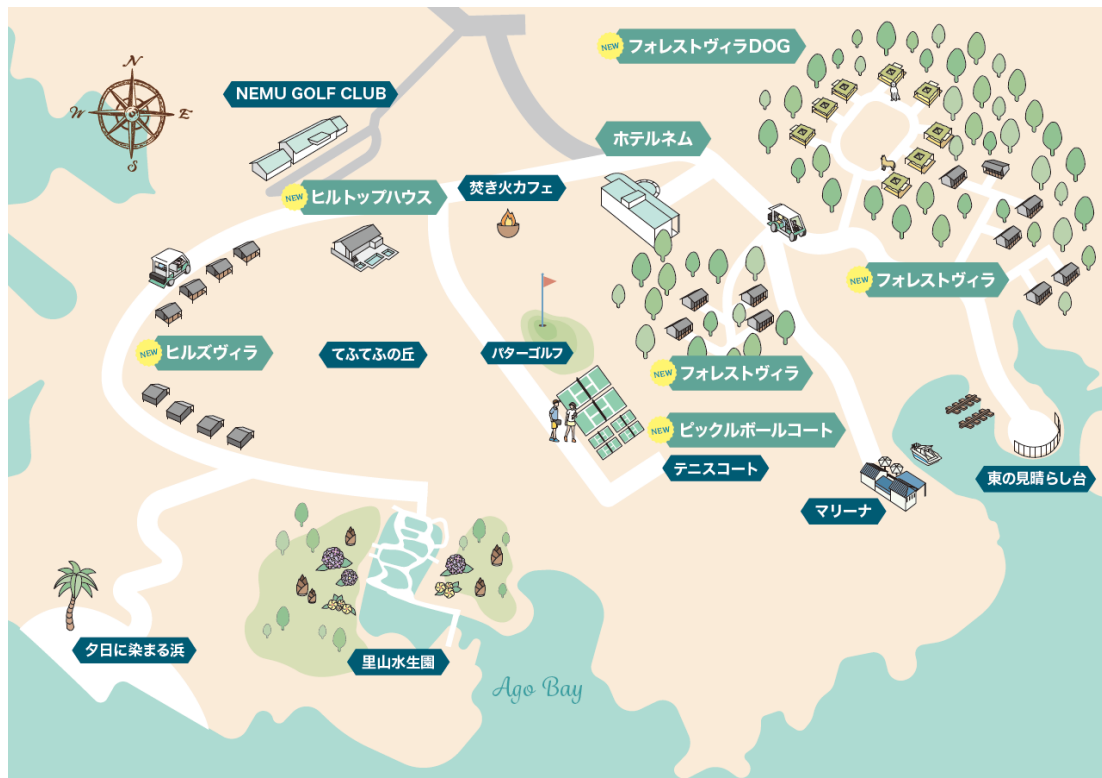 NEW フォレストヴィラDOG
N
W
E
S
NEMU GOLF CLUB
ホテルネム
NEW ヒルトップハウス
焚き火カフェ
NEW フォレストヴィラ
NEW ヒルズヴィラ
てふてふの丘
パターゴルフ
NEW フォレストヴィラ
NEW ピックルボールコート
テニスコート
東の見晴らし台
マリーナ
夕日に染まる浜
里山水生園
Ago Bay